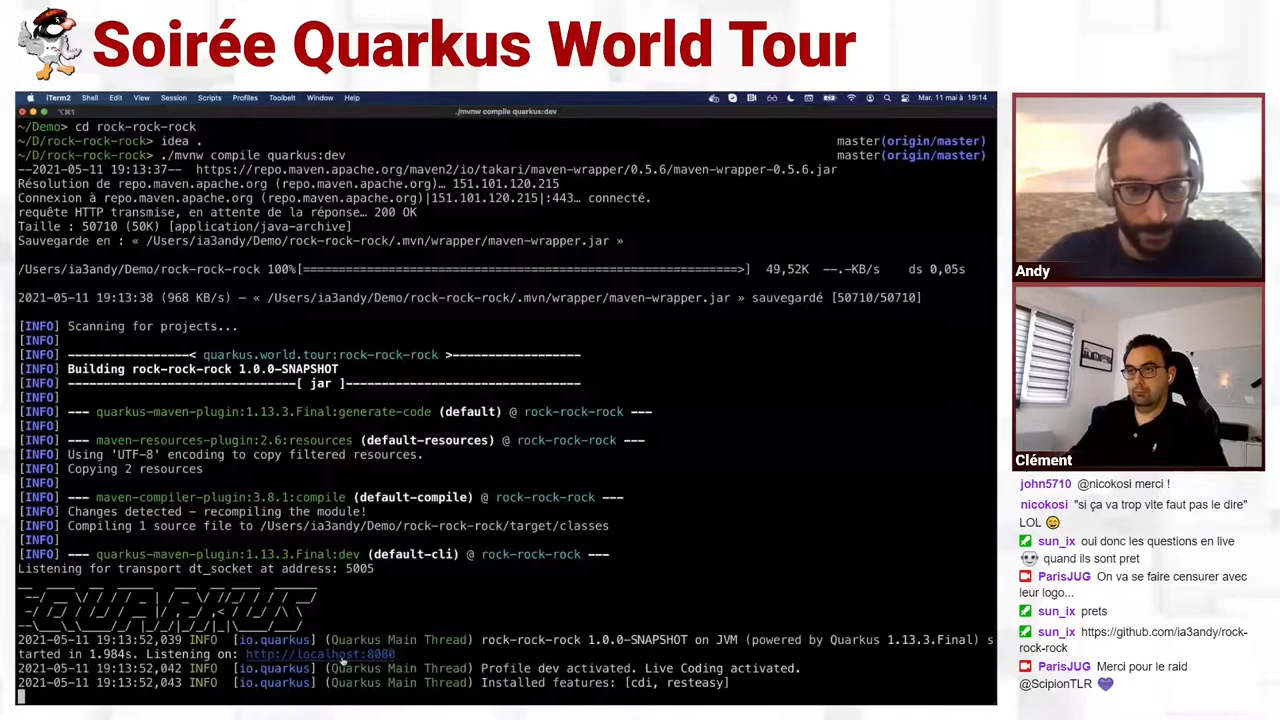 Soirée Quarkus World Tour
iTerm2 Shell Edit View Session Scripts Profiles Toolbelt Window Help
Mar. 11 mai à 19:14
⌥⌘1
./mvnw compile quarkus:dev
~/Demo> cd rock-rock-rock
~/D/rock-rock-rock> idea . master(origin/master)
~/D/rock-rock-rock> ./mvnw compile quarkus:dev master(origin/master)
--2021-05-11 19:13:37-- https://repo.maven.apache.org/maven2/io/takari/maven-wrapper/0.5.6/maven-wrapper-0.5.6.jar
Résolution de repo.maven.apache.org (repo.maven.apache.org)… 151.101.120.215
Connexion à repo.maven.apache.org (repo.maven.apache.org)|151.101.120.215|:443… connecté.
requête HTTP transmise, en attente de la réponse… 200 OK
Taille : 50710 (50K) [application/java-archive]
Sauvegarde en : « /Users/ia3andy/Demo/rock-rock-rock/.mvn/wrapper/maven-wrapper.jar »
/Users/ia3andy/Demo/rock-rock-rock 100%[=============================================================>] 49,52K --.-KB/s ds 0,05s
2021-05-11 19:13:38 (968 KB/s) — « /Users/ia3andy/Demo/rock-rock-rock/.mvn/wrapper/maven-wrapper.jar » sauvegardé [50710/50710]
[INFO] Scanning for projects...
[INFO]
[INFO] -----------------< quarkus.world.tour:rock-rock-rock >-----------------
[INFO] Building rock-rock-rock 1.0.0-SNAPSHOT
[INFO] --------------------------------[ jar ]---------------------------------
[INFO]
[INFO] --- quarkus-maven-plugin:1.13.3.Final:generate-code (default) @ rock-rock-rock ---
[INFO]
[INFO] --- maven-resources-plugin:2.6:resources (default-resources) @ rock-rock-rock ---
[INFO] Using 'UTF-8' encoding to copy filtered resources.
[INFO] Copying 2 resources
[INFO]
[INFO] --- maven-compiler-plugin:3.8.1:compile (default-compile) @ rock-rock-rock ---
[INFO] Changes detected - recompiling the module!
[INFO] Compiling 1 source file to /Users/ia3andy/Demo/rock-rock-rock/target/classes
[INFO]
[INFO] --- quarkus-maven-plugin:1.13.3.Final:dev (default-cli) @ rock-rock-rock ---
Listening for transport dt_socket at address: 5005
QUARKUS
2021-05-11 19:13:52,039 INFO [io.quarkus] (Quarkus Main Thread) rock-rock-rock 1.0.0-SNAPSHOT on JVM (powered by Quarkus 1.13.3.Final) s
tarted in 1.984s. Listening on: http://localhost:8080
2021-05-11 19:13:52,042 INFO [io.quarkus] (Quarkus Main Thread) Profile dev activated. Live Coding activated.
2021-05-11 19:13:52,043 INFO [io.quarkus] (Quarkus Main Thread) Installed features: [cdi, resteasy]
Andy
Clément
john5710 @nicokosi merci !
nicokosi "si ça va trop vite faut pas le dire"
LOL
sun_ix oui donc les questions en live
quand ils sont pret
ParisJUG On va se faire censurer avec
leur logo...
sun_ix prets
sun_ix https://github.com/ia3andy/rock-
rock-rock
ParisJUG Merci pour le raid
@ScipionTLR